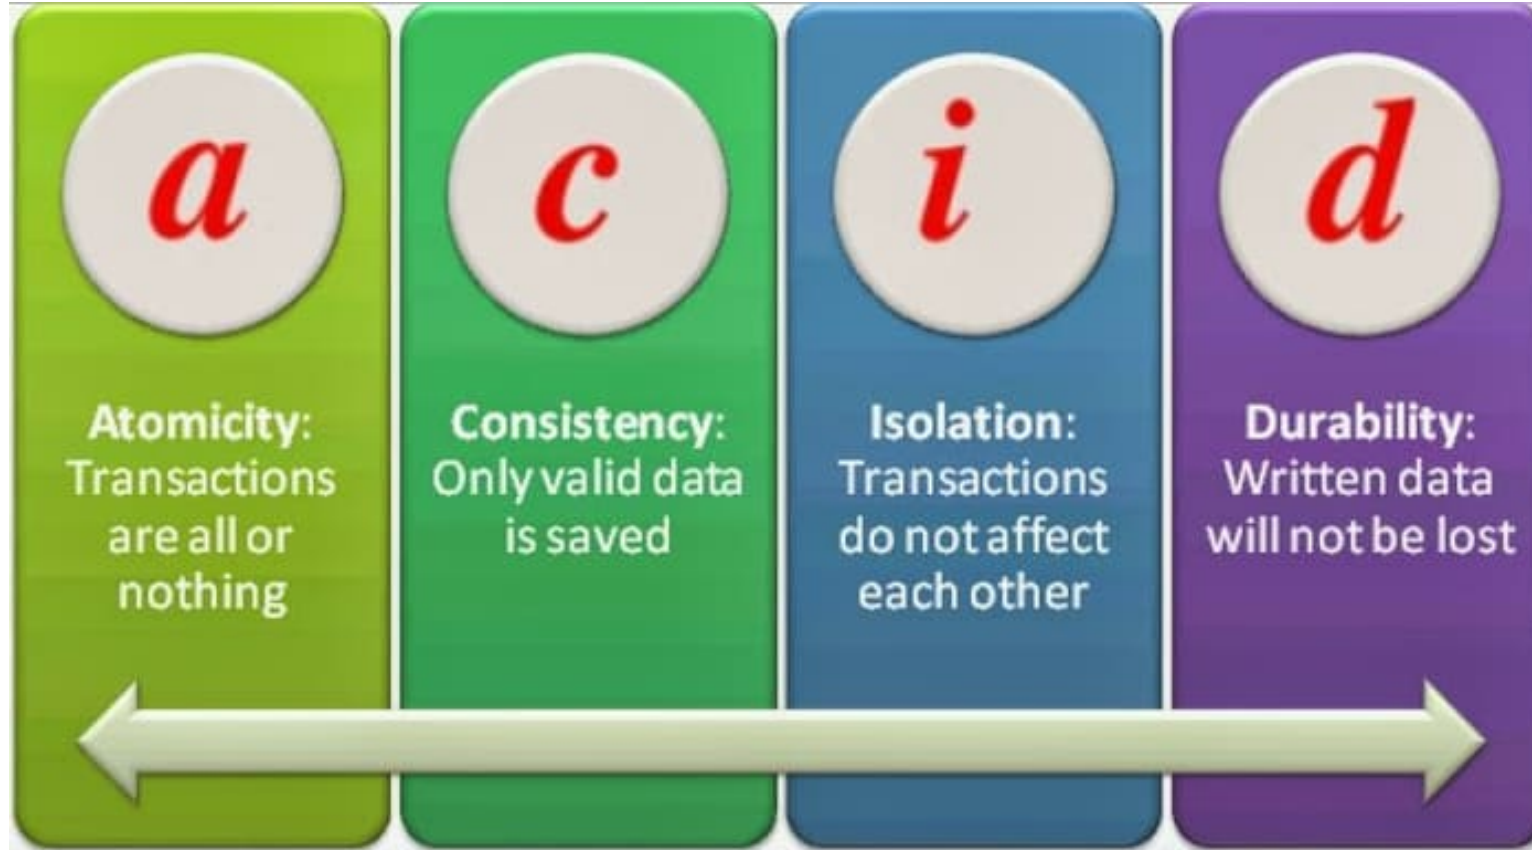 a
Atomicity:
Transactions
are all or
nothing
c
Consistency:
Only valid data
is saved
i
Isolation:
Transactions
do not affect
each other
d
Durability:
Written data
will not be lost